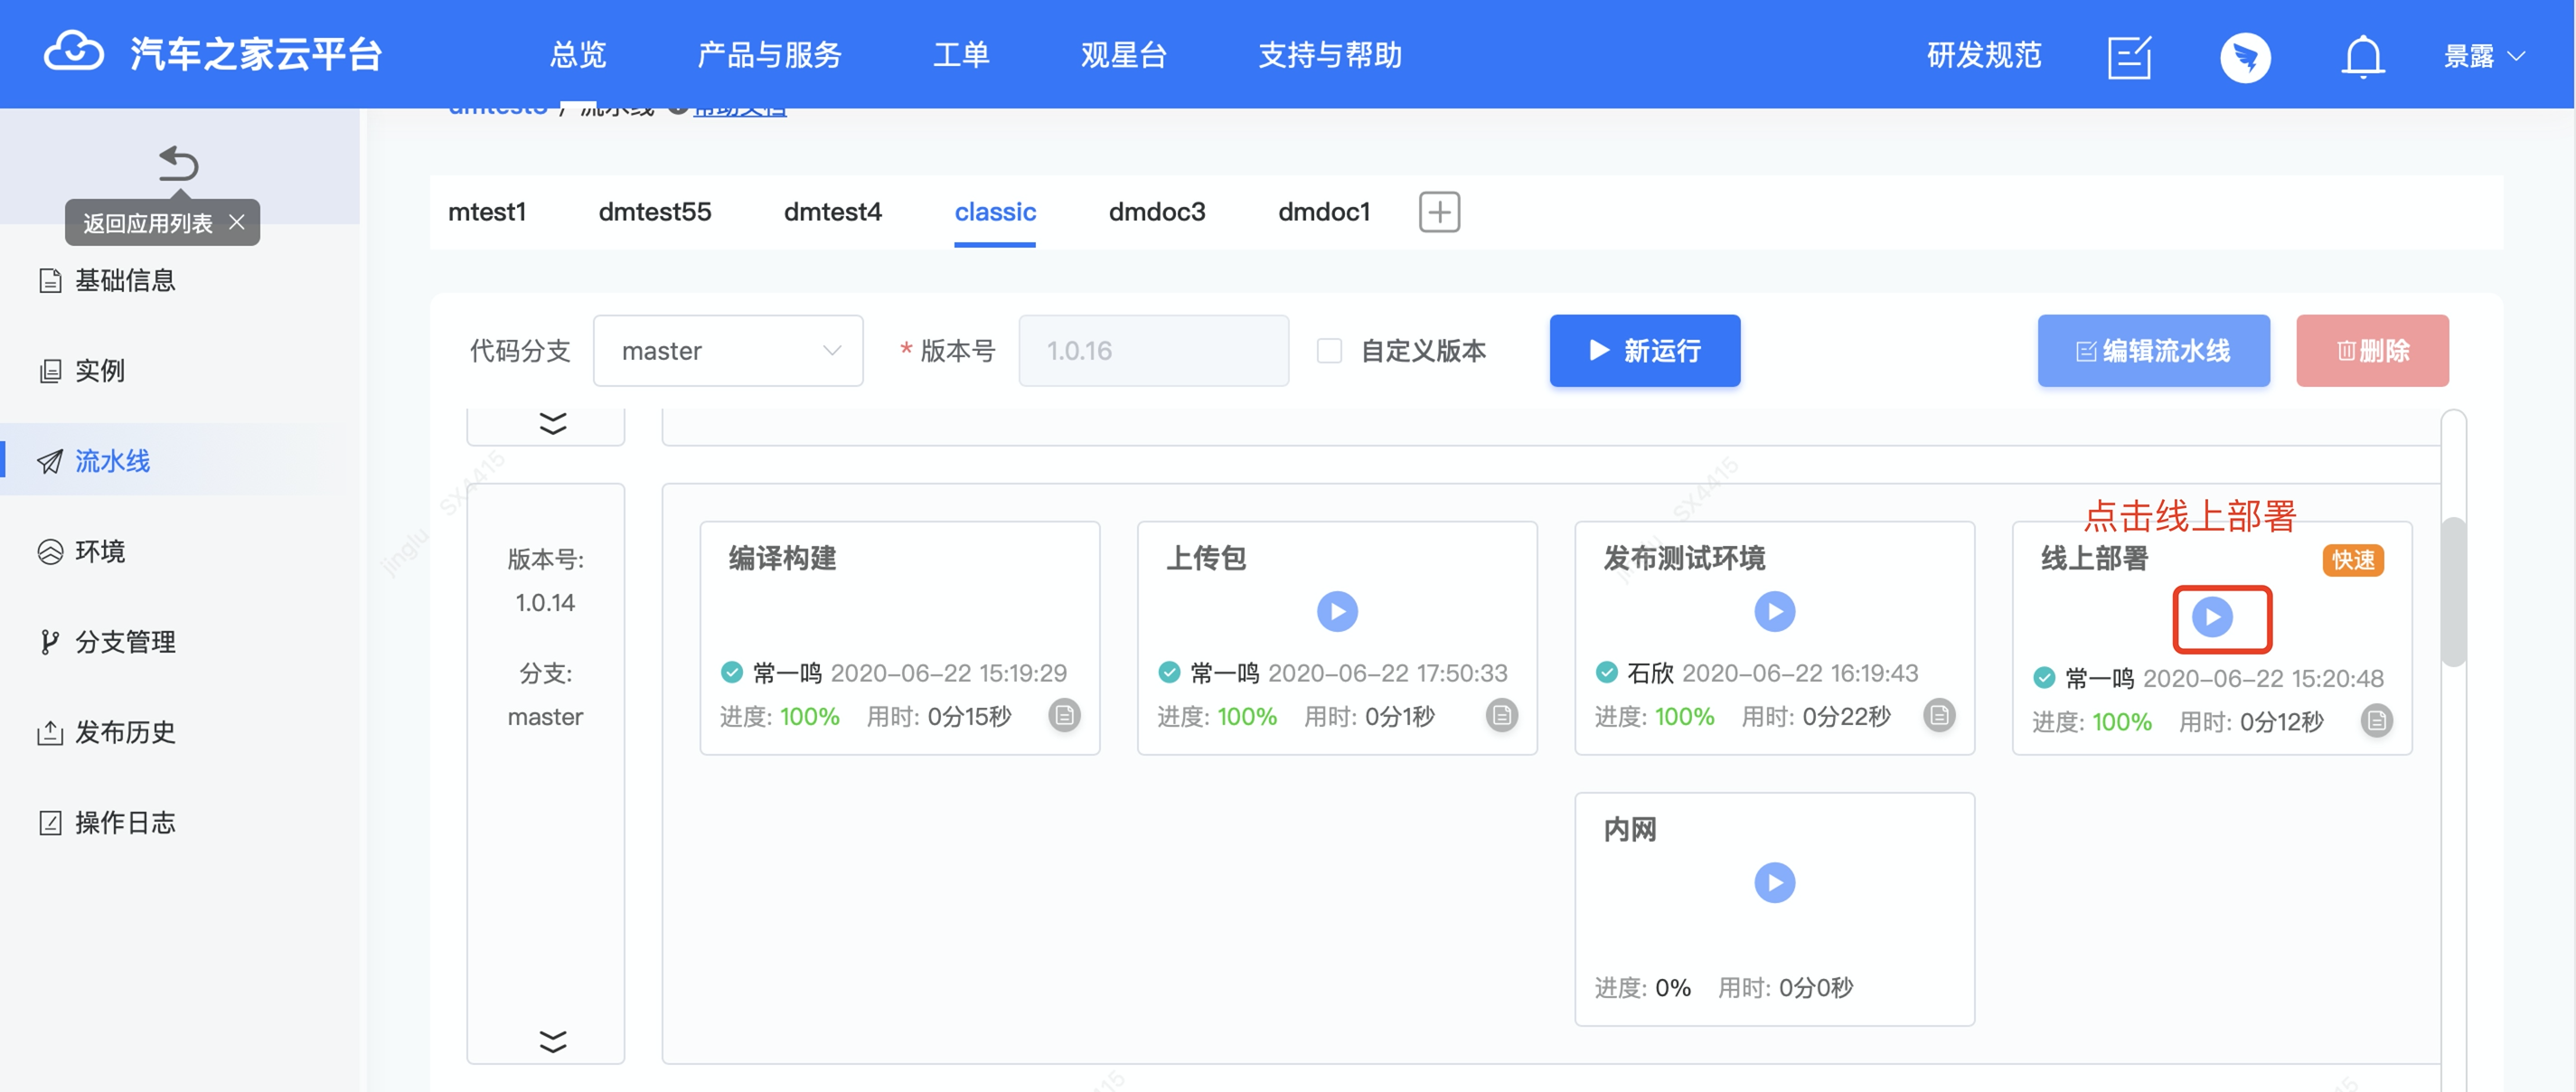 汽车之家云平台 总览 产品与服务 工单 观星台 支持与帮助 研发规范 景露
dmtest6 / 流水线 帮助文档
返回应用列表
mtest1 dmtest55 dmtest4 classic dmdoc3 dmdoc1
基础信息
实例
流水线
环境
分支管理
发布历史
操作日志
代码分支 master * 版本号 1.0.16 自定义版本 新运行 编辑流水线 删除
版本号:
1.0.14
分支:
master
编译构建
常一鸣 2020-06-22 15:19:29
进度: 100% 用时: 0分15秒
上传包
常一鸣 2020-06-22 17:50:33
进度: 100% 用时: 0分1秒
发布测试环境
石欣 2020-06-22 16:19:43
进度: 100% 用时: 0分22秒
点击线上部署
线上部署 快速
常一鸣 2020-06-22 15:20:48
进度: 100% 用时: 0分12秒
内网
进度: 0% 用时: 0分0秒
jinglu SX4415
SX4415